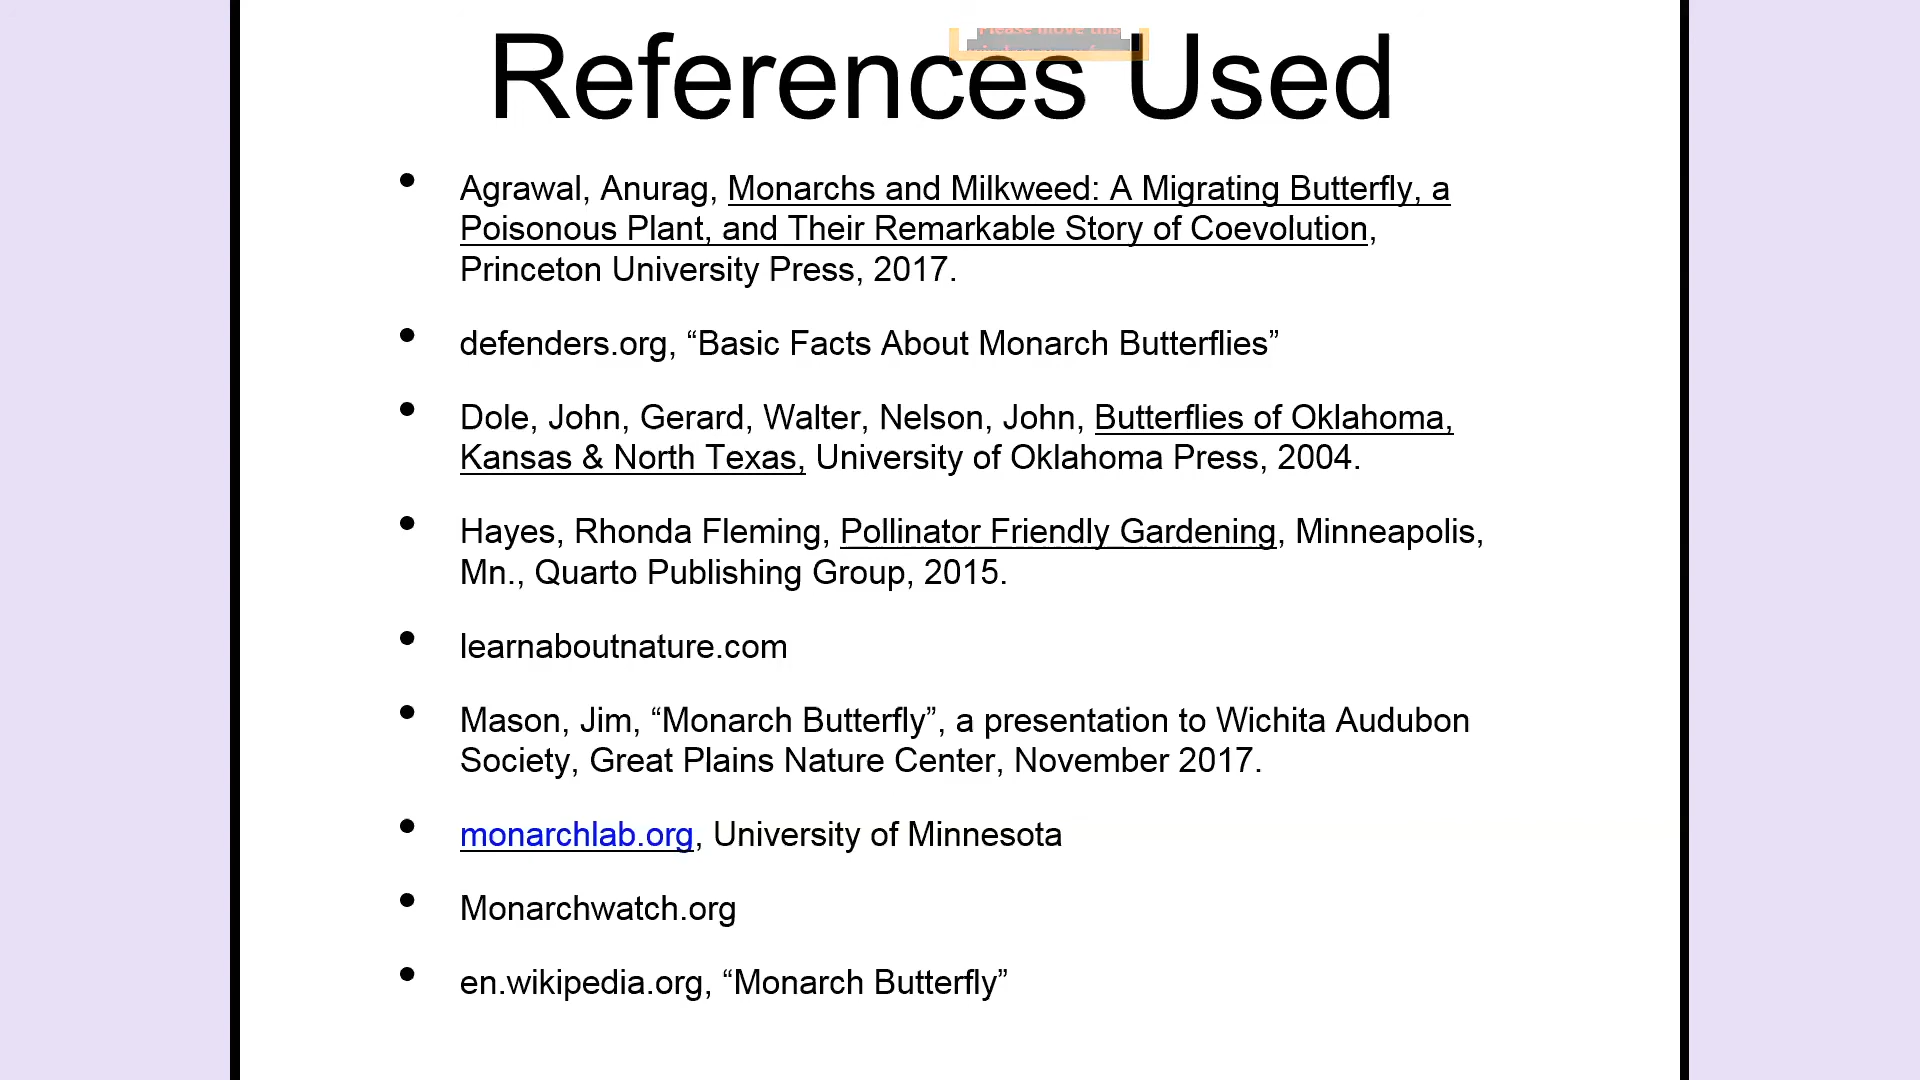 Please move this
References Used
• Agrawal, Anurag, Monarchs and Milkweed: A Migrating Butterfly, a
Poisonous Plant, and Their Remarkable Story of Coevolution,
Princeton University Press, 2017.
• defenders.org, “Basic Facts About Monarch Butterflies”
• Dole, John, Gerard, Walter, Nelson, John, Butterflies of Oklahoma,
Kansas & North Texas, University of Oklahoma Press, 2004.
• Hayes, Rhonda Fleming, Pollinator Friendly Gardening, Minneapolis,
Mn., Quarto Publishing Group, 2015.
• learnaboutnature.com
• Mason, Jim, “Monarch Butterfly”, a presentation to Wichita Audubon
Society, Great Plains Nature Center, November 2017.
• monarchlab.org, University of Minnesota
• Monarchwatch.org
• en.wikipedia.org, “Monarch Butterfly”